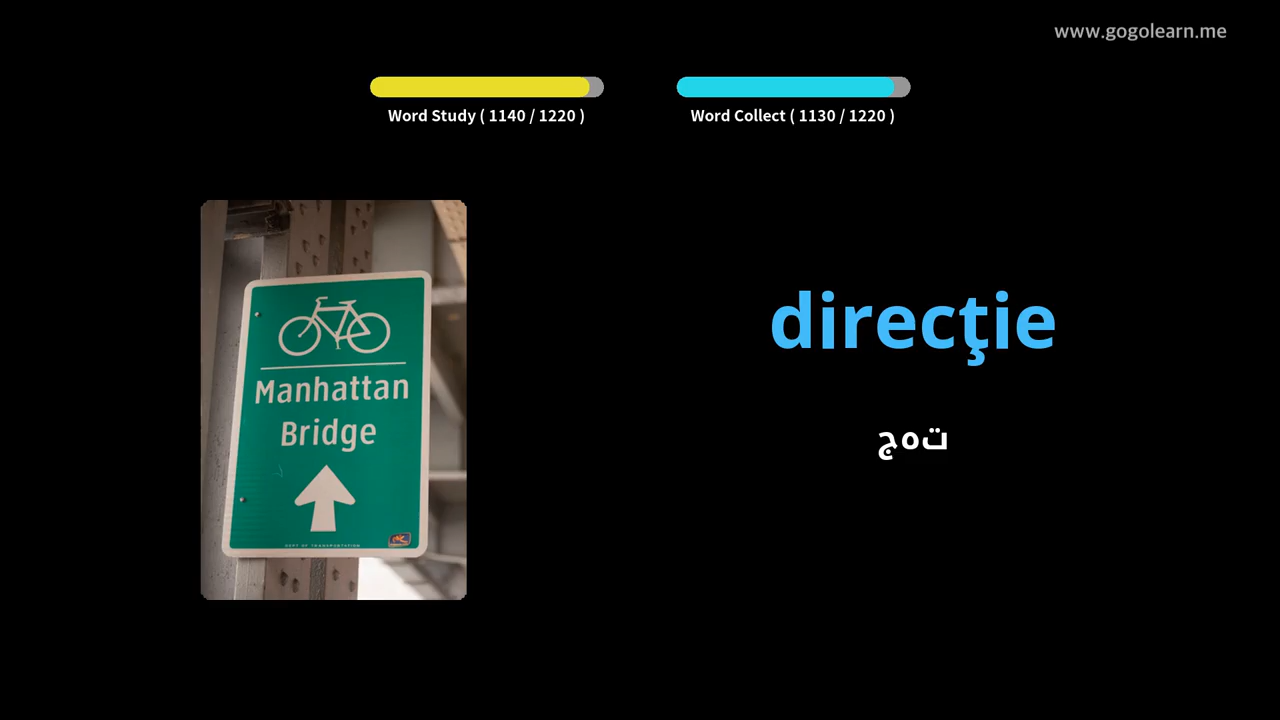 www.gogolearn.me
Word Study ( 1140 / 1220 )
Word Collect ( 1130 / 1220 )
Manhattan
Bridge
direcţie
جهت